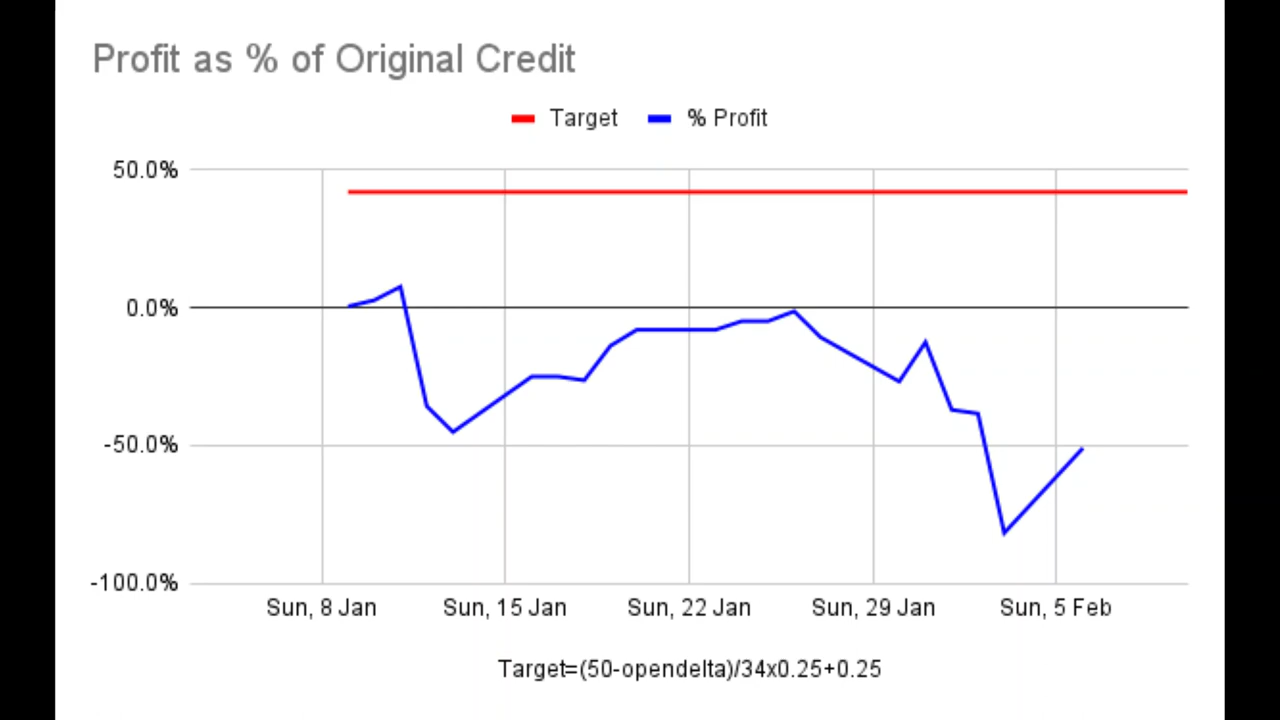 Profit as % of Original Credit
Target % Profit
50.0%
0.0%
-50.0%
-100.0%
Sun, 8 Jan Sun, 15 Jan Sun, 22 Jan Sun, 29 Jan Sun, 5 Feb
Target=(50-opendelta)/34x0.25+0.25